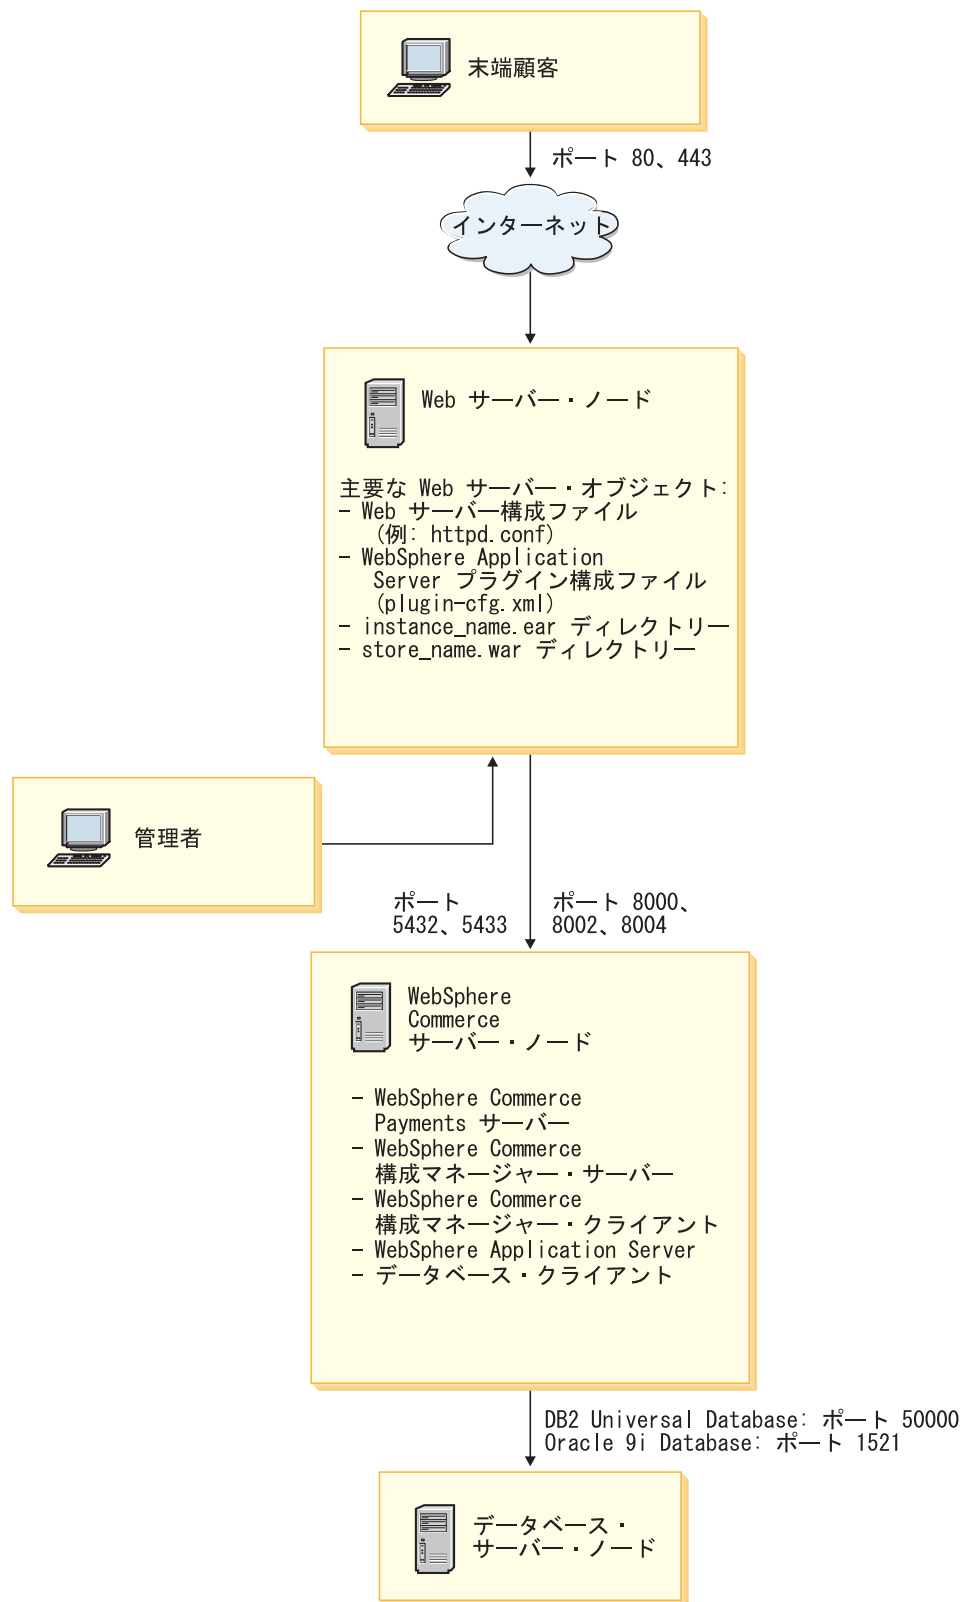 末端顧客
ポート 80、443
インターネット
Web サーバー・ノード
主要な Web サーバー・オブジェクト:
- Web サーバー構成ファイル
(例: httpd.conf)
- WebSphere Application
Server プラグイン構成ファイル
(plugin-cfg.xml)
- instance_name.ear ディレクトリー
- store_name.war ディレクトリー
管理者
ポート
5432、5433
ポート 8000、
8002、8004
WebSphere
Commerce
サーバー・ノード
- WebSphere Commerce
Payments サーバー
- WebSphere Commerce
構成マネージャー・サーバー
- WebSphere Commerce
構成マネージャー・クライアント
- WebSphere Application Server
- データベース・クライアント
DB2 Universal Database: ポート 50000
Oracle 9i Database: ポート 1521
データベース・
サーバー・ノード